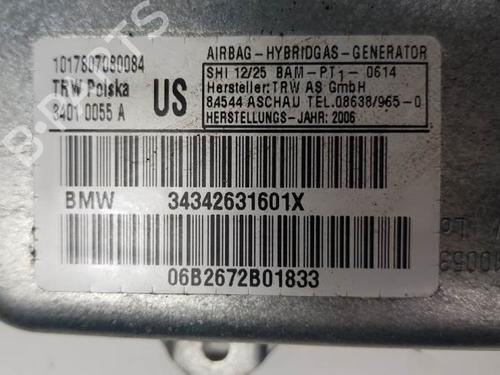 1017807080084
TRW Polska
8401 0055 A
US
AIRBAG - HYBRIDGAS - GENERATOR
SHI 12/25 BAM-PT1-0614
Hersteller: TRW AS GmbH
84544 ASCHAU TEL.08638/965-0
HERSTELLUNGS-JAHR: 2006
BMW 34342631601X
06B2672B01833